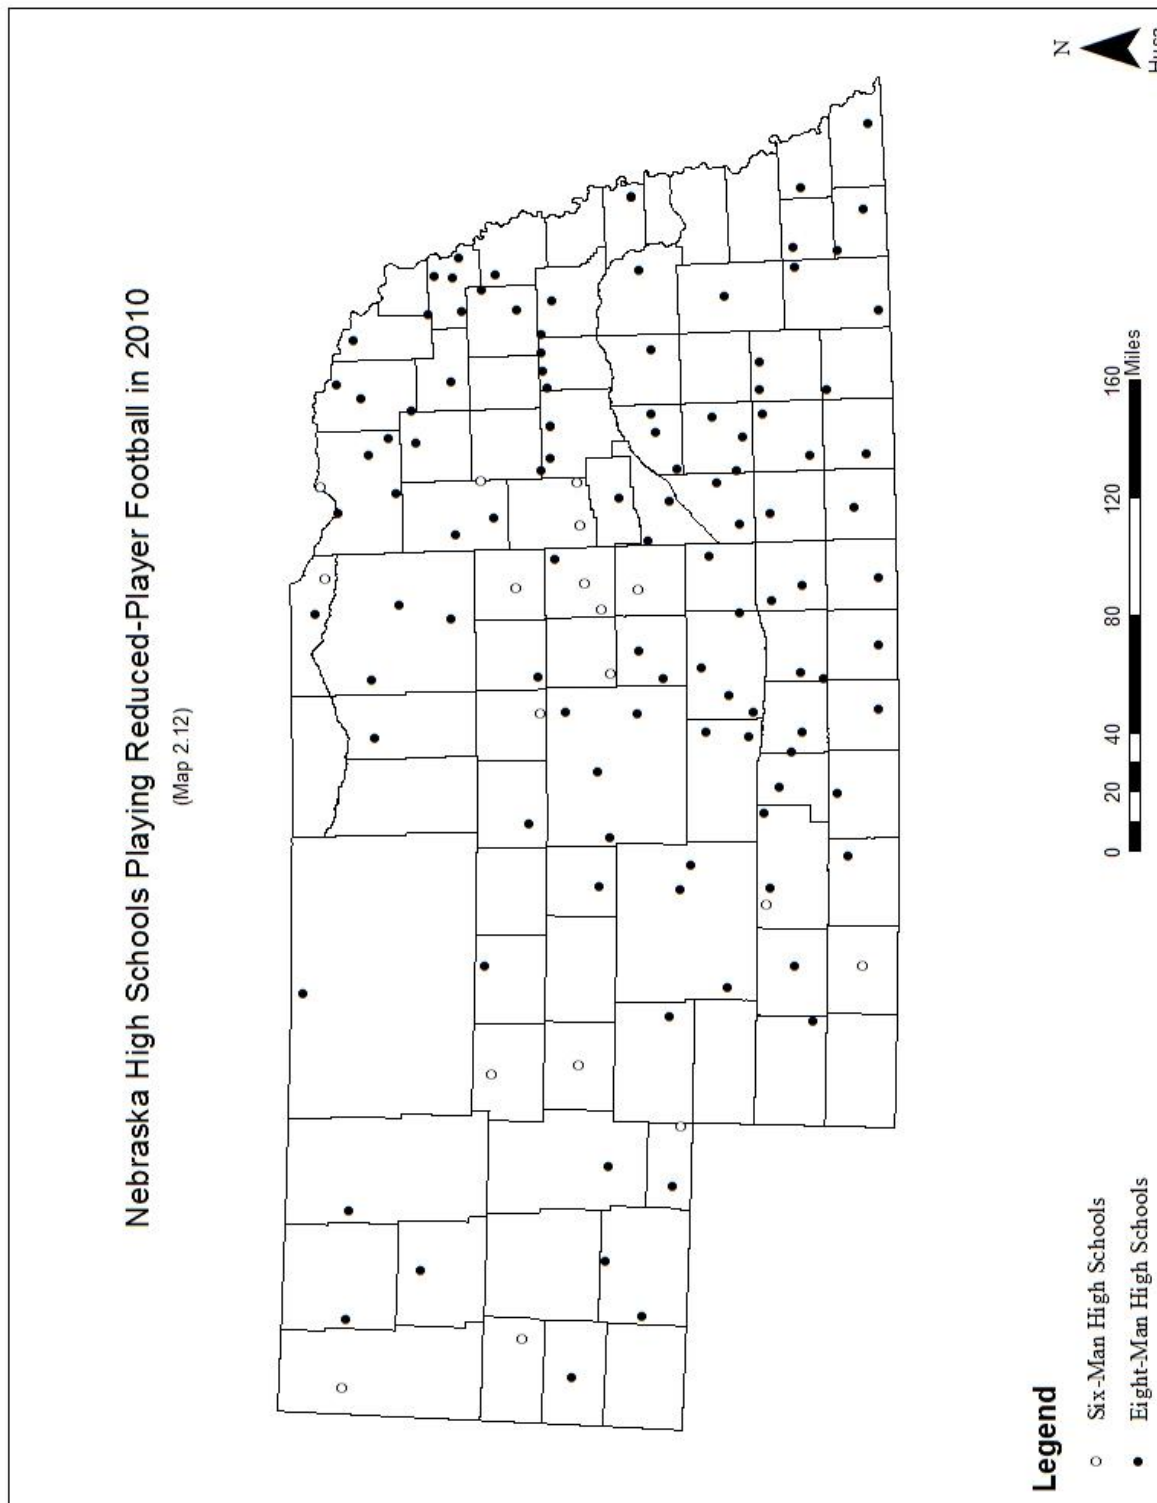 Nebraska High Schools Playing Reduced-Player Football in 2010
(Map 2.12)
N
Legend
Six-Man High Schools
Eight-Man High Schools
0 20 40 80 120 160
Miles